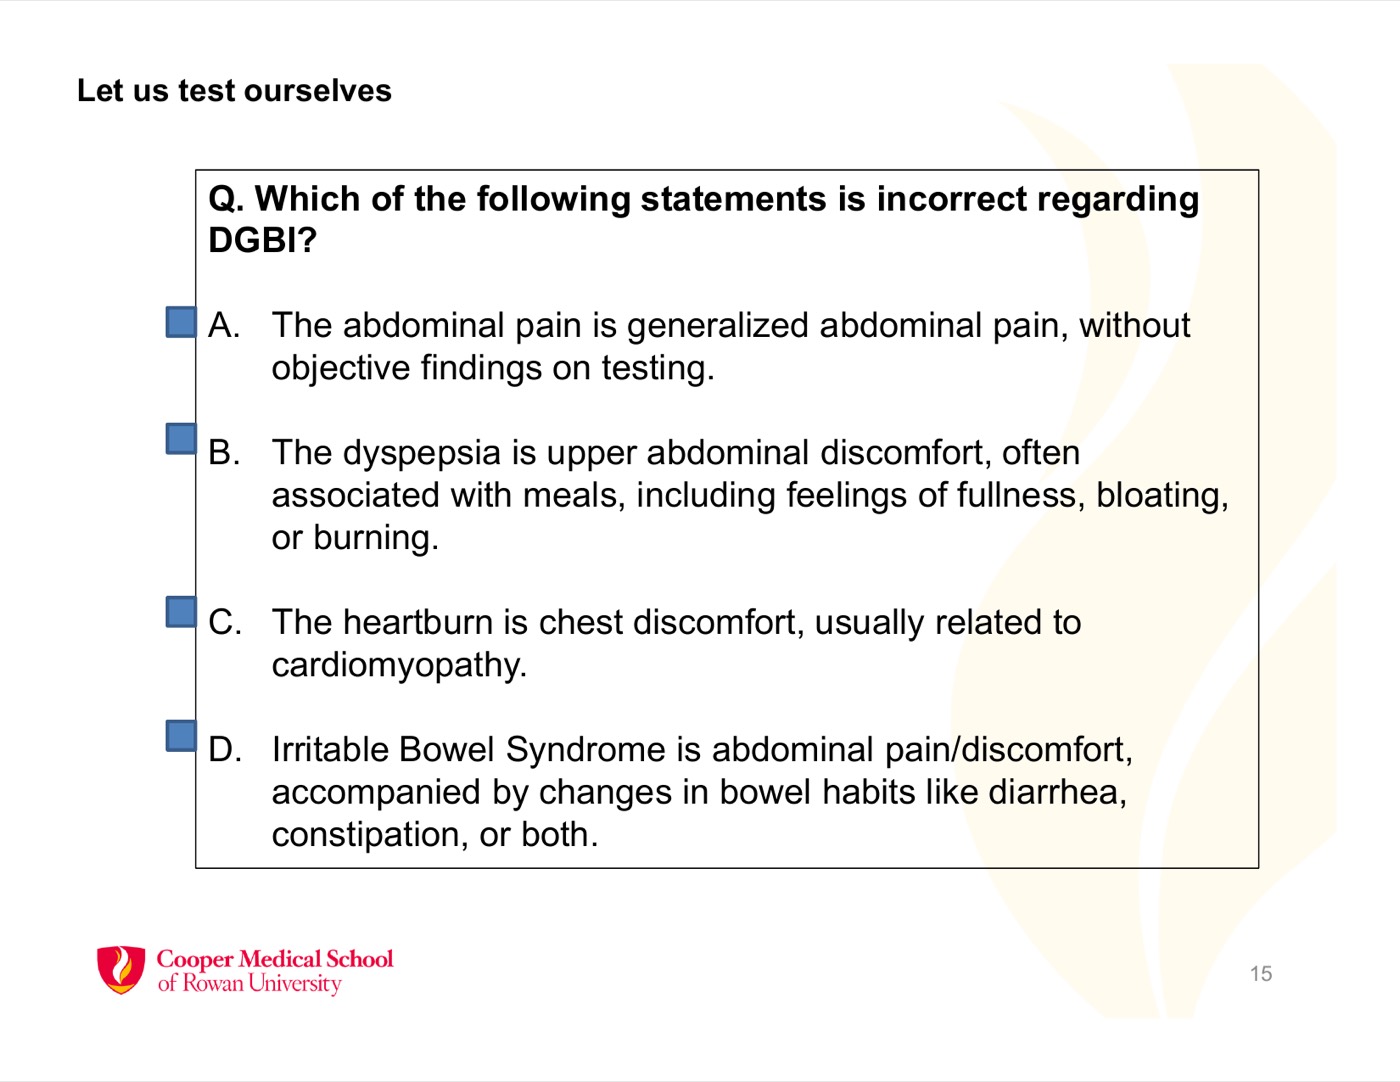 Let us test ourselves
Q. Which of the following statements is incorrect regarding
DGBI?
A. The abdominal pain is generalized abdominal pain, without
objective findings on testing.
B. The dyspepsia is upper abdominal discomfort, often
associated with meals, including feelings of fullness, bloating,
or burning.
C. The heartburn is chest discomfort, usually related to
cardiomyopathy.
D. Irritable Bowel Syndrome is abdominal pain/discomfort,
accompanied by changes in bowel habits like diarrhea,
constipation, or both.
Cooper Medical School
of Rowan University
15